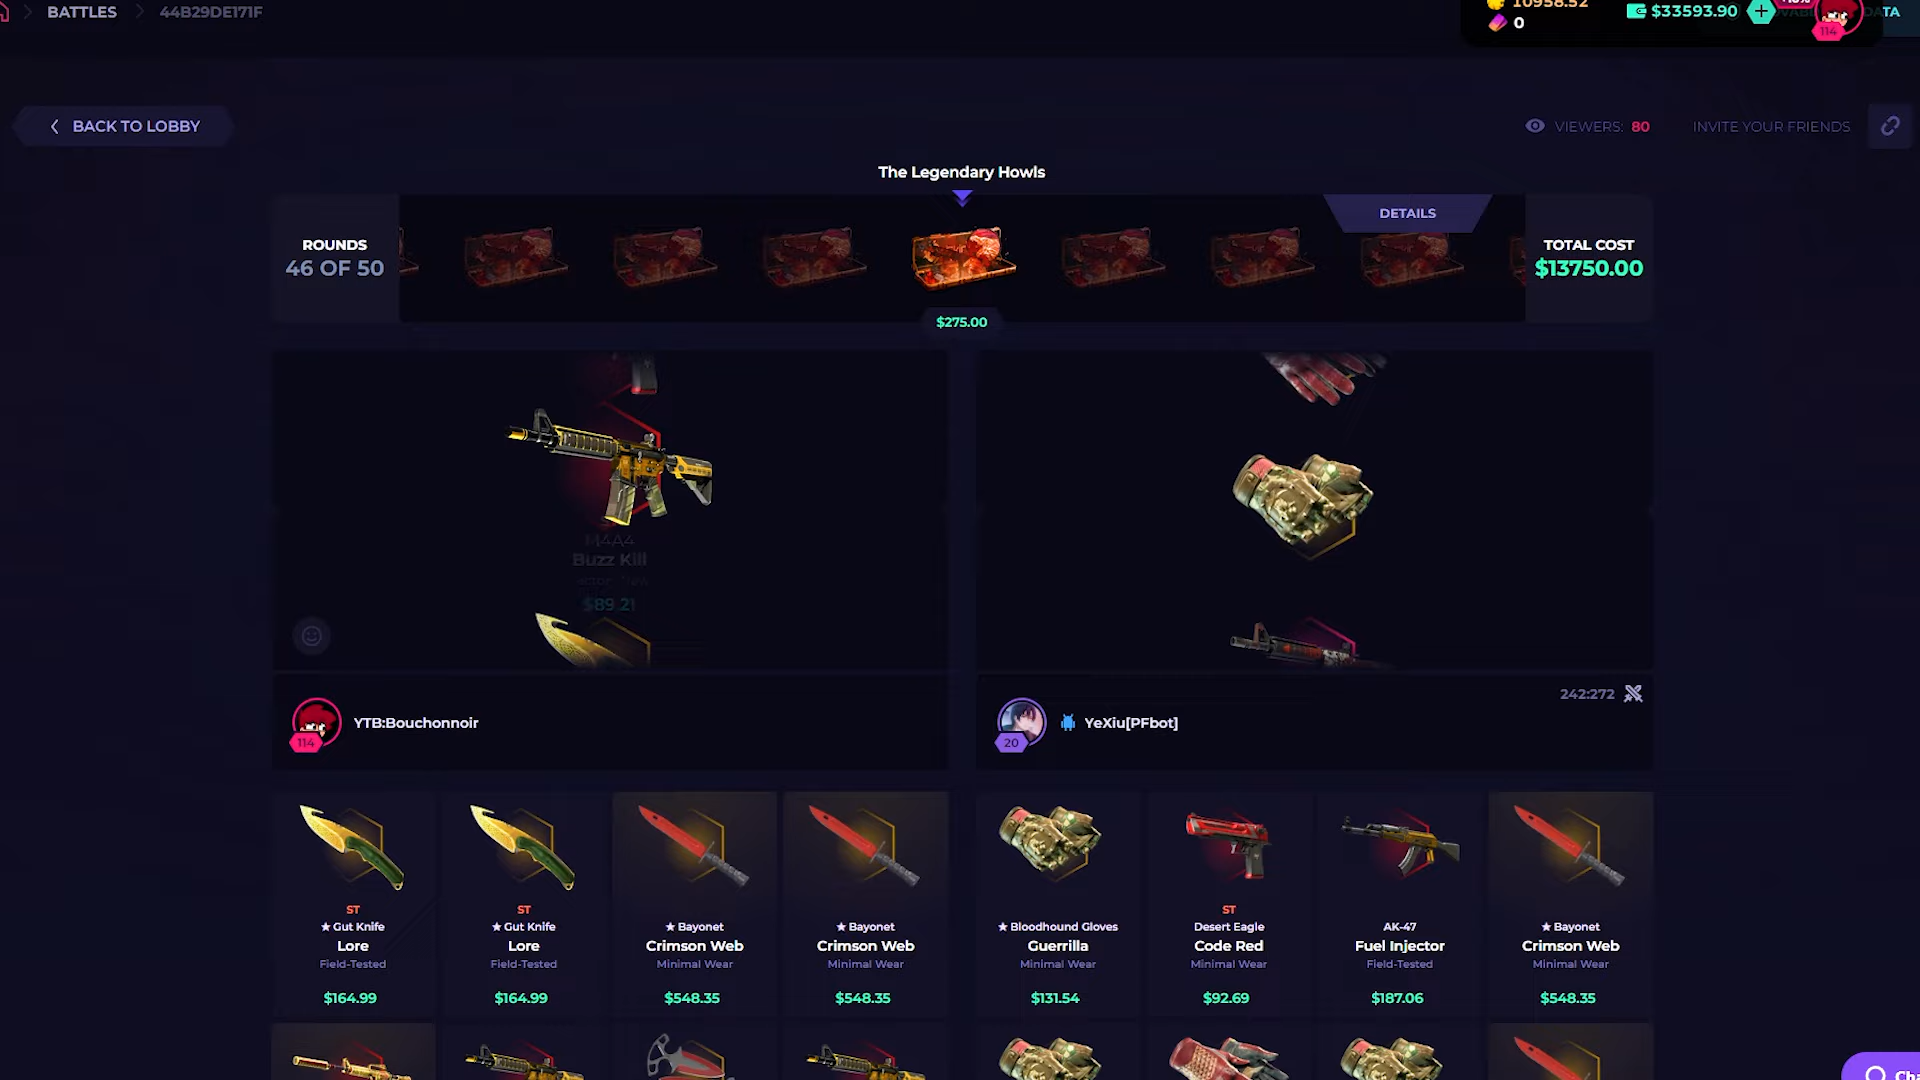 BATTLES
44B29DE171F
10958.52
0
$33593.90
114
BACK TO LOBBY
VIEWERS: 80
INVITE YOUR FRIENDS
The Legendary Howls
ROUNDS
46 OF 50
DETAILS
TOTAL COST
$13750.00
$275.00
M4A4
Buzz Kill
$89.21
114
YTB:Bouchonnoir
20
YeXiu[PFbot]
242:272
ST
★ Gut Knife
Lore
Field-Tested
$164.99
ST
★ Gut Knife
Lore
Field-Tested
$164.99
★ Bayonet
Crimson Web
Minimal Wear
$548.35
★ Bayonet
Crimson Web
Minimal Wear
$548.35
★ Bloodhound Gloves
Guerrilla
Minimal Wear
$131.54
ST
Desert Eagle
Code Red
Minimal Wear
$92.69
AK-47
Fuel Injector
Field-Tested
$187.06
★ Bayonet
Crimson Web
Minimal Wear
$548.35